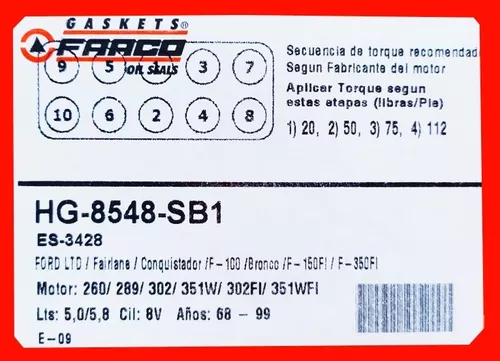 GASKETS®
FARCO
OIL SEALS
9 5 1 3 7
10 6 2 4 8
Secuencia de torque recomendad
Segun Fabricante del motor
Aplicar Torque segun
estas etapas (libras/Pie)
1) 20, 2) 50, 3) 75, 4) 112
HG-8548-SB1
ES-3428
FORD LTD / Fairlane / Conquistador /F-100 /Bronco /F-150FI / F-350FI
Motor: 260/ 289/ 302/ 351W/ 302FI/ 351WFI
Lts: 5,0/5,8 Cil: 8V Años: 68 - 99
E-09